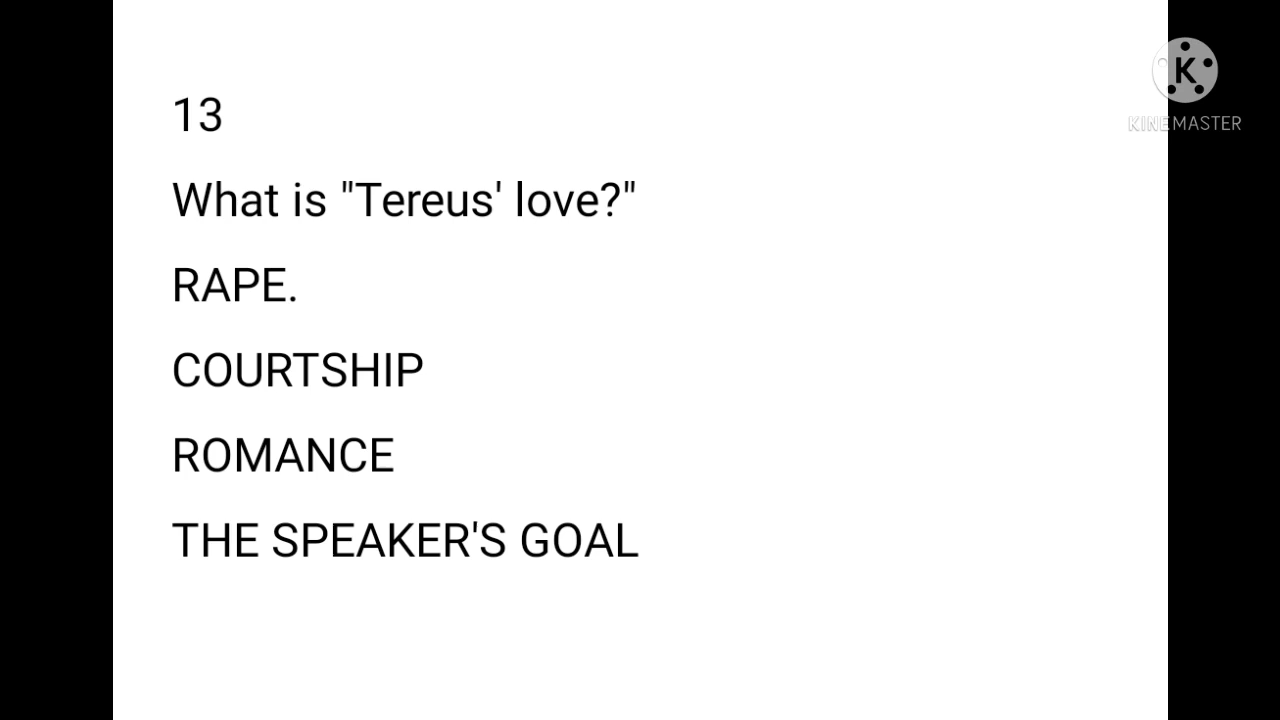 13
What is "Tereus' love?"
RAPE.
COURTSHIP
ROMANCE
THE SPEAKER'S GOAL
K
KINEMASTER